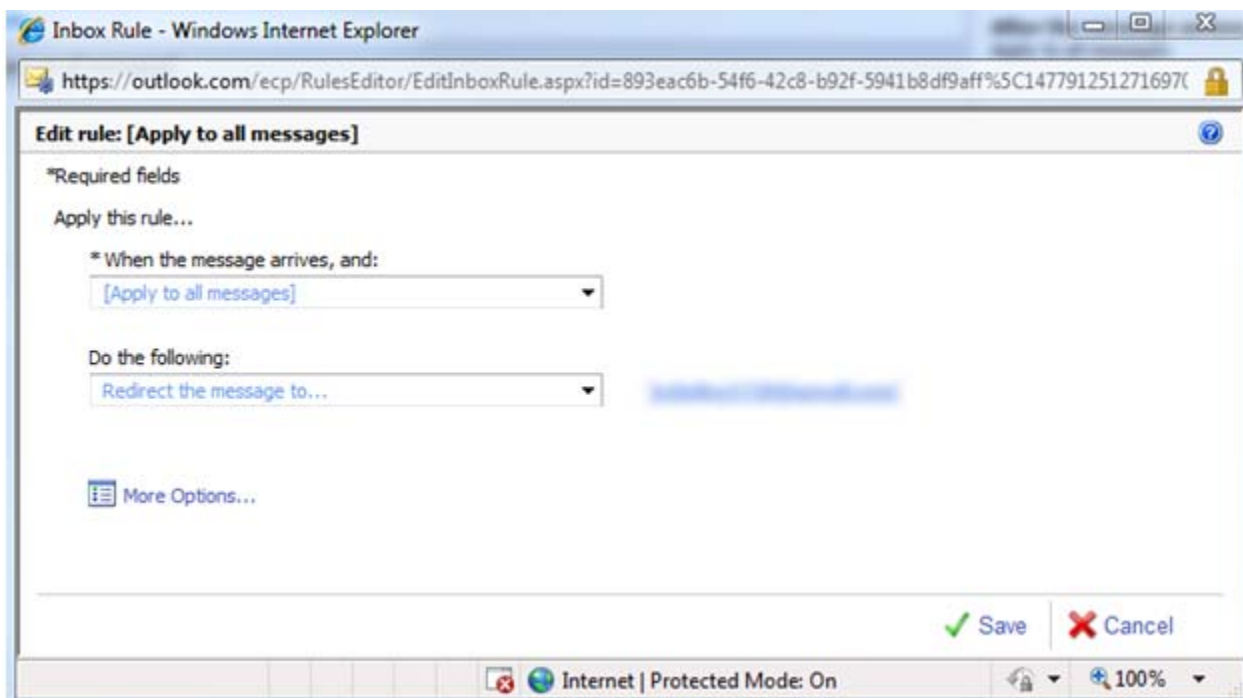 Inbox Rule - Windows Internet Explorer
https://outlook.com/ecp/RulesEditor/EditInboxRule.aspx?id=893eac6b-54f6-42c8-b92f-5941b8df9aff%5C147791251271697
Edit rule: [Apply to all messages]
*Required fields
Apply this rule...
* When the message arrives, and:
[Apply to all messages]
Do the following:
Redirect the message to...
More Options...
Save Cancel
Internet | Protected Mode: On 100%